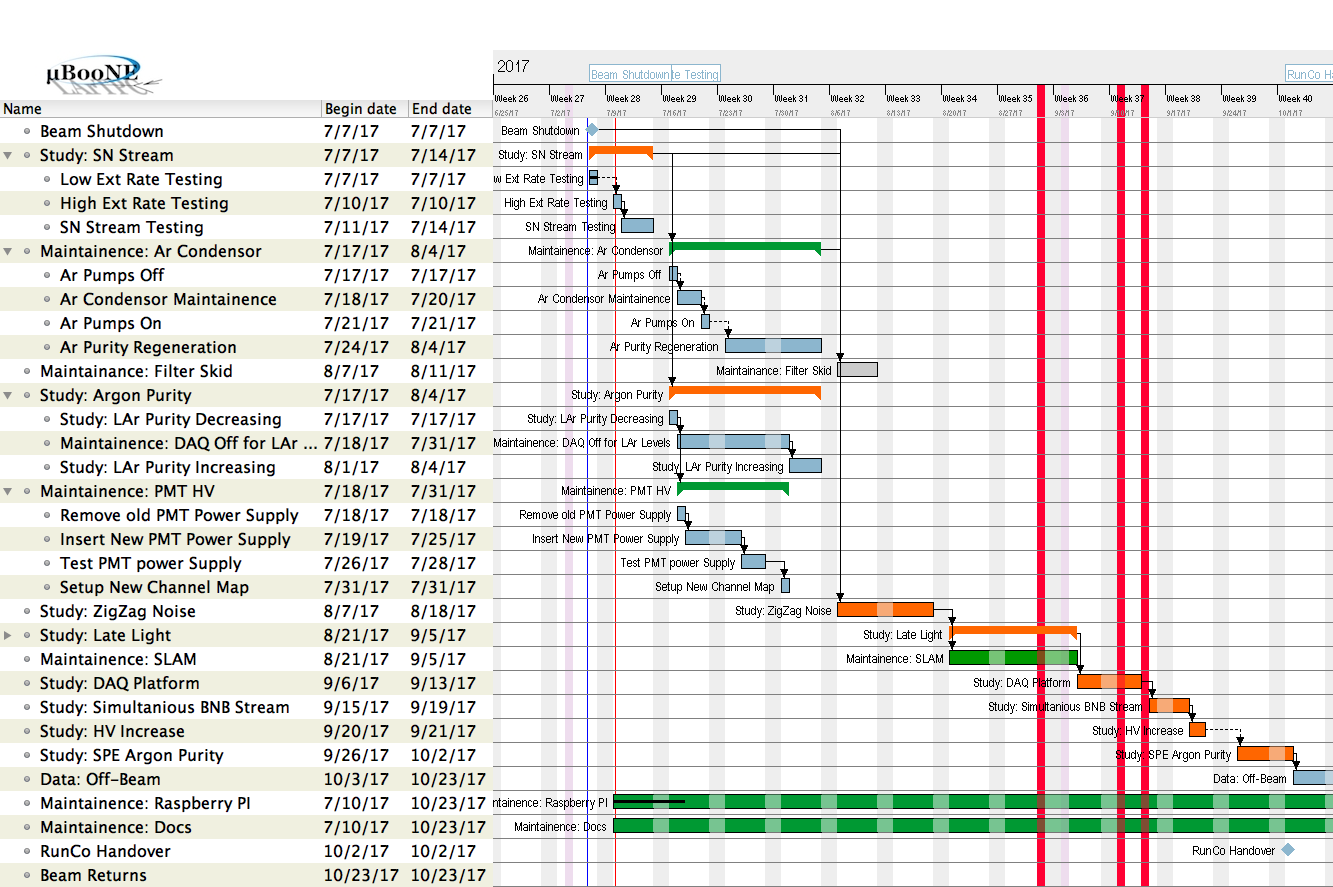 µBooNE
LArTPC
2017
Beam Shutdown
te Testing
RunCo H
Name Begin date End date
Week 26 Week 27 Week 28 Week 29 Week 30 Week 31 Week 32 Week 33 Week 34 Week 35 Week 36 Week 37 Week 38 Week 39 Week 40
6/25/17 7/2/17 7/9/17 7/16/17 7/23/17 7/30/17 8/6/17 8/13/17 8/20/17 8/27/17 9/3/17 9/10/17 9/17/17 9/24/17 10/1/17
Beam Shutdown 7/7/17 7/7/17 Beam Shutdown
Study: SN Stream 7/7/17 7/14/17 Study: SN Stream
Low Ext Rate Testing 7/7/17 7/7/17 w Ext Rate Testing
High Ext Rate Testing 7/10/17 7/10/17 High Ext Rate Testing
SN Stream Testing 7/11/17 7/14/17 SN Stream Testing
Maintainence: Ar Condensor 7/17/17 8/4/17 Maintainence: Ar Condensor
Ar Pumps Off 7/17/17 7/17/17 Ar Pumps Off
Ar Condensor Maintainence 7/18/17 7/20/17 Ar Condensor Maintainence
Ar Pumps On 7/21/17 7/21/17 Ar Pumps On
Ar Purity Regeneration 7/24/17 8/4/17 Ar Purity Regeneration
Maintainance: Filter Skid 8/7/17 8/11/17 Maintainance: Filter Skid
Study: Argon Purity 7/17/17 8/4/17 Study: Argon Purity
Study: LAr Purity Decreasing 7/17/17 7/17/17 Study: LAr Purity Decreasing
Maintainence: DAQ Off for LAr ... 7/18/17 7/31/17 Maintainence: DAQ Off for LAr Levels
Study: LAr Purity Increasing 8/1/17 8/4/17 Study: LAr Purity Increasing
Maintainence: PMT HV 7/18/17 7/31/17 Maintainence: PMT HV
Remove old PMT Power Supply 7/18/17 7/18/17 Remove old PMT Power Supply
Insert New PMT Power Supply 7/19/17 7/25/17 Insert New PMT Power Supply
Test PMT power Supply 7/26/17 7/28/17 Test PMT power Supply
Setup New Channel Map 7/31/17 7/31/17 Setup New Channel Map
Study: ZigZag Noise 8/7/17 8/18/17 Study: ZigZag Noise
Study: Late Light 8/21/17 9/5/17 Study: Late Light
Maintainence: SLAM 8/21/17 9/5/17 Maintainence: SLAM
Study: DAQ Platform 9/6/17 9/13/17 Study: DAQ Platform
Study: Simultanious BNB Stream 9/15/17 9/19/17 Study: Simultanious BNB Stream
Study: HV Increase 9/20/17 9/21/17 Study: HV Increase
Study: SPE Argon Purity 9/26/17 10/2/17 Study: SPE Argon Purity
Data: Off-Beam 10/3/17 10/23/17 Data: Off-Beam
Maintainence: Raspberry PI 7/10/17 10/23/17 ntainence: Raspberry PI
Maintainence: Docs 7/10/17 10/23/17 Maintainence: Docs
RunCo Handover 10/2/17 10/2/17 RunCo Handover
Beam Returns 10/23/17 10/23/17